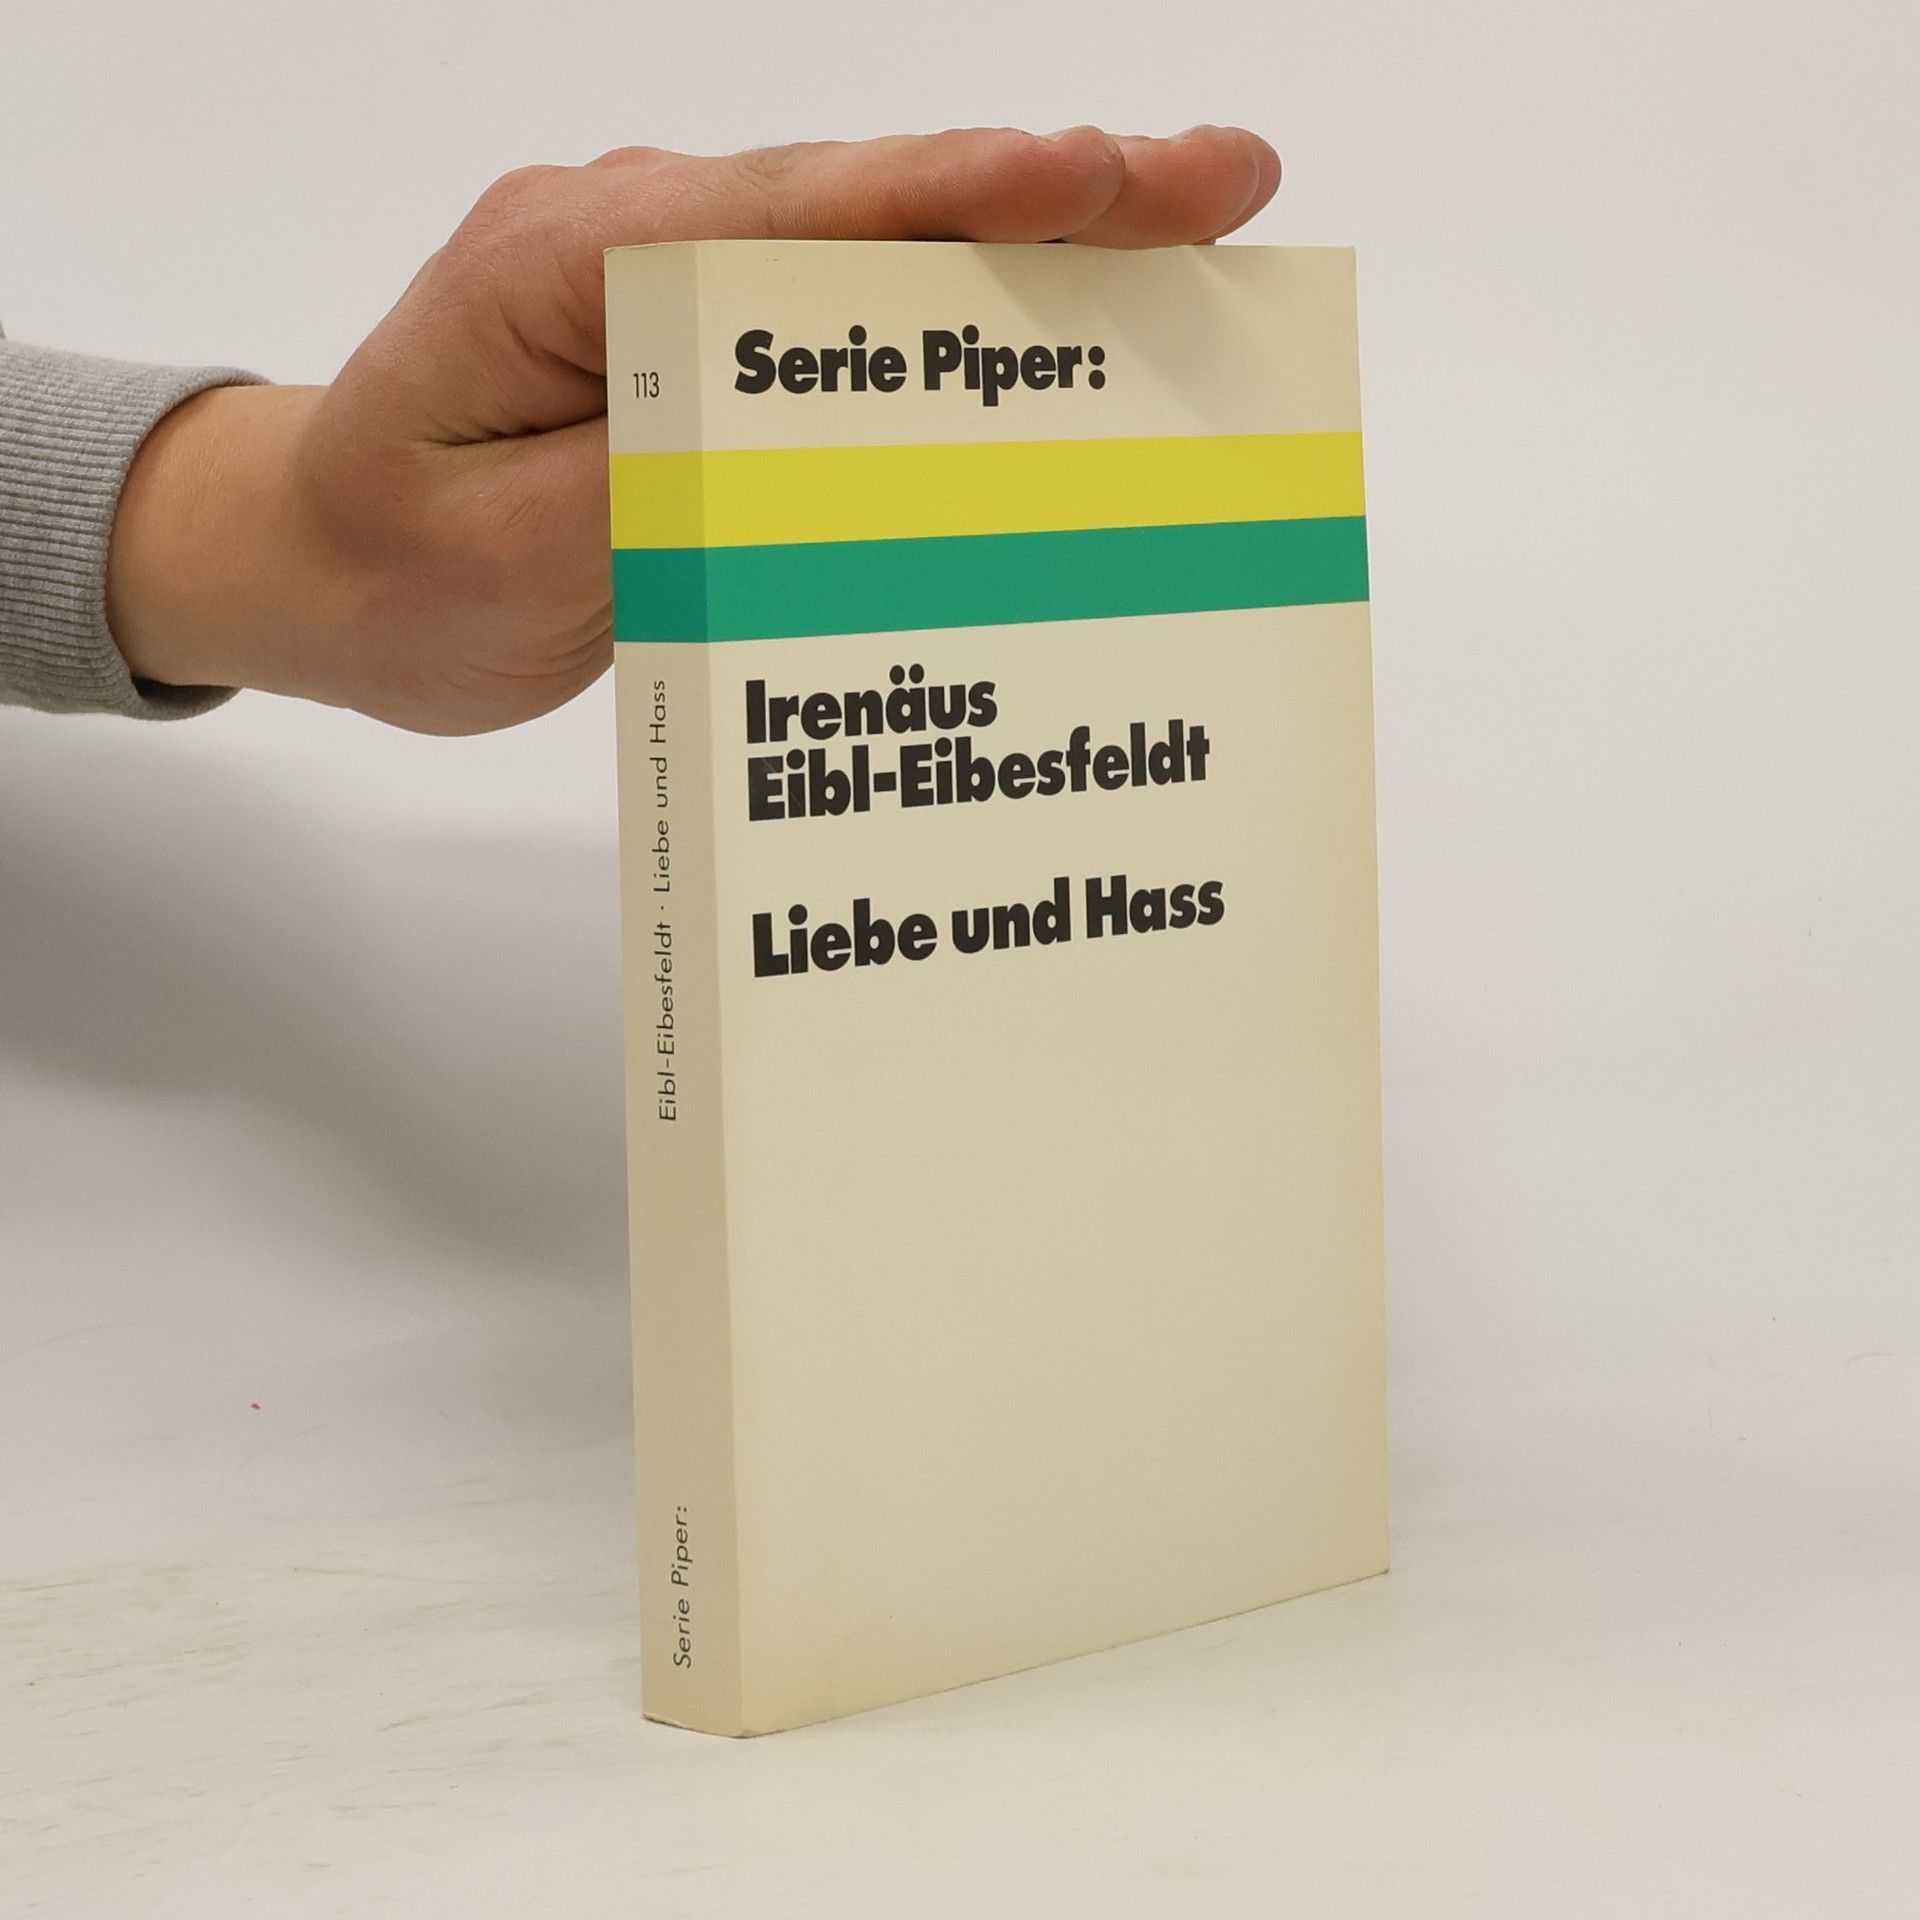 113
Serie Piper:
Irenäus
Eibl-Eibesfeldt
Liebe und Hass
Eibl-Eibesfeldt · Liebe und Hass
Serie Piper: